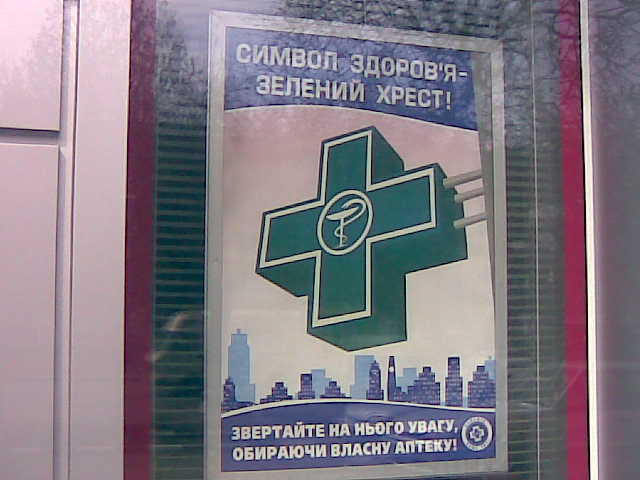 СИМВОЛ ЗДОРОВ'Я-
ЗЕЛЕНИЙ ХРЕСТ!
ЗВЕРТАЙТЕ НА НЬОГО УВАГУ,
ОБИРАЮЧИ ВЛАСНУ АПТЕКУ!